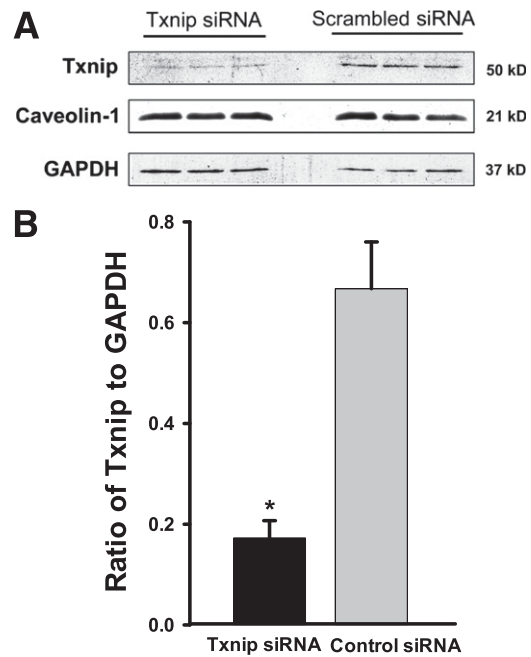 A
Txnip siRNA Scrambled siRNA
Txnip 50 kD
Caveolin-1 21 kD
GAPDH 37 kD
B
Ratio of Txnip to GAPDH
0.8
0.6
0.4
0.2
0.0
*
Txnip siRNA Control siRNA